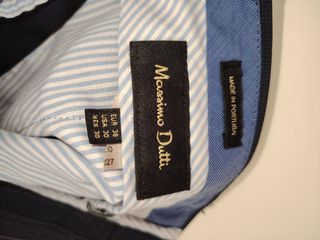 Massimo Dutti
MADE IN PORTUGAL
EUR 38
USA 30
MEX 30